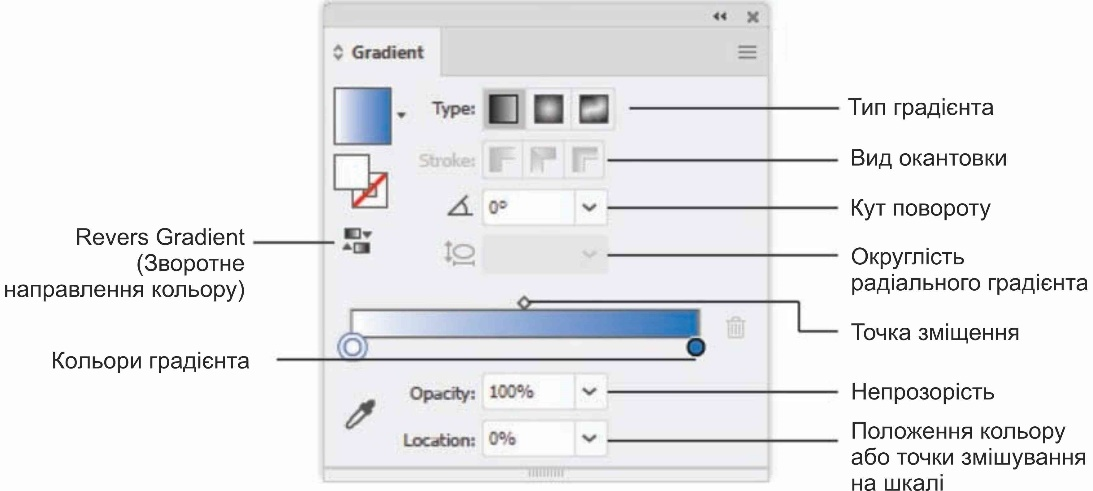 Gradient
Type:
Тип градієнта
Stroke:
Вид окантовки
0°
Кут повороту
Revers Gradient
(Зворотне
направлення кольору)
Округлість
радіального градієнта
Точка зміщення
Кольори градієнта
Opacity: 100%
Непрозорість
Location: 0%
Положення кольору
або точки змішування
на шкалі